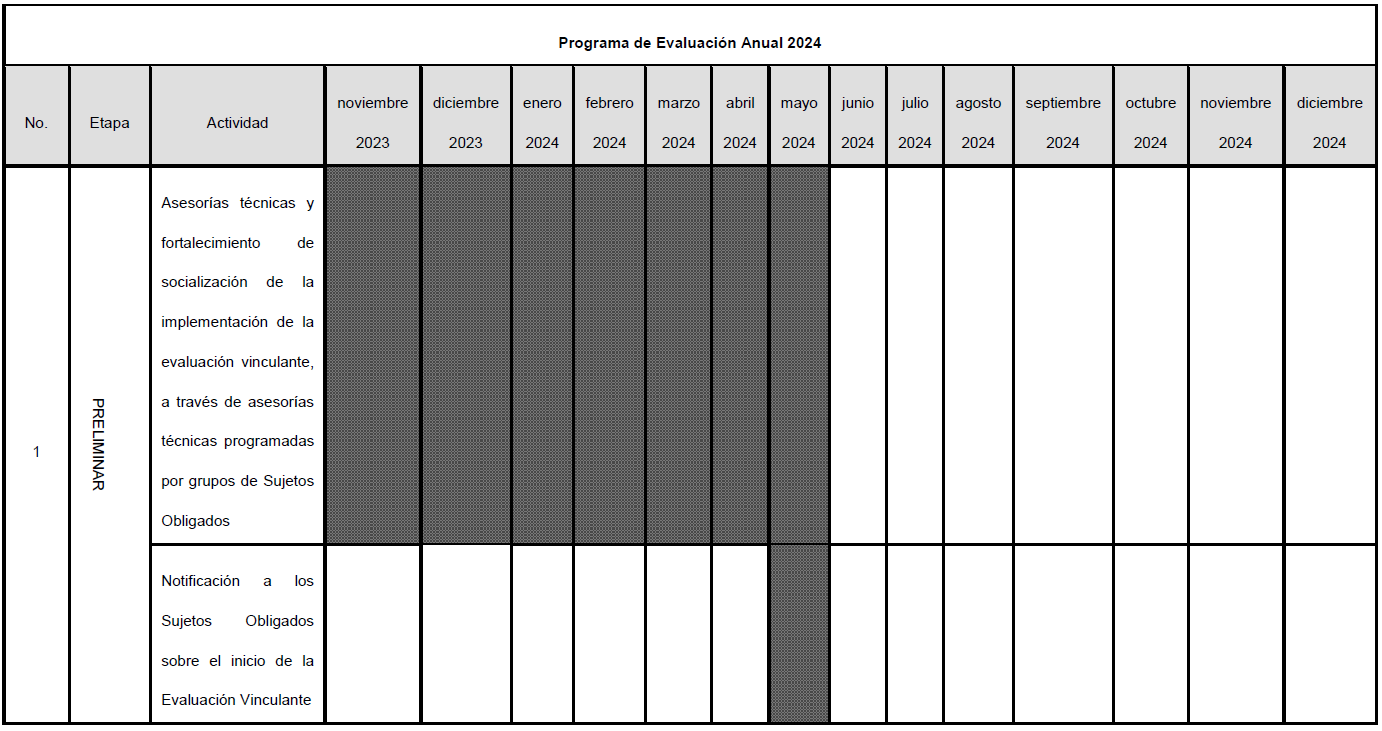 Programa de Evaluación Anual 2024
No. Etapa Actividad noviembre 2023 diciembre 2023 enero 2024 febrero 2024 marzo 2024 abril 2024 mayo 2024 junio 2024 julio 2024 agosto 2024 septiembre 2024 octubre 2024 noviembre 2024 diciembre 2024
1
PRELIMINAR
Asesorías técnicas y
fortalecimiento de
socialización de la
implementación de la
evaluación vinculante,
a través de asesorías
técnicas programadas
por grupos de Sujetos
Obligados
Notificación a los
Sujetos Obligados
sobre el inicio de la
Evaluación Vinculante